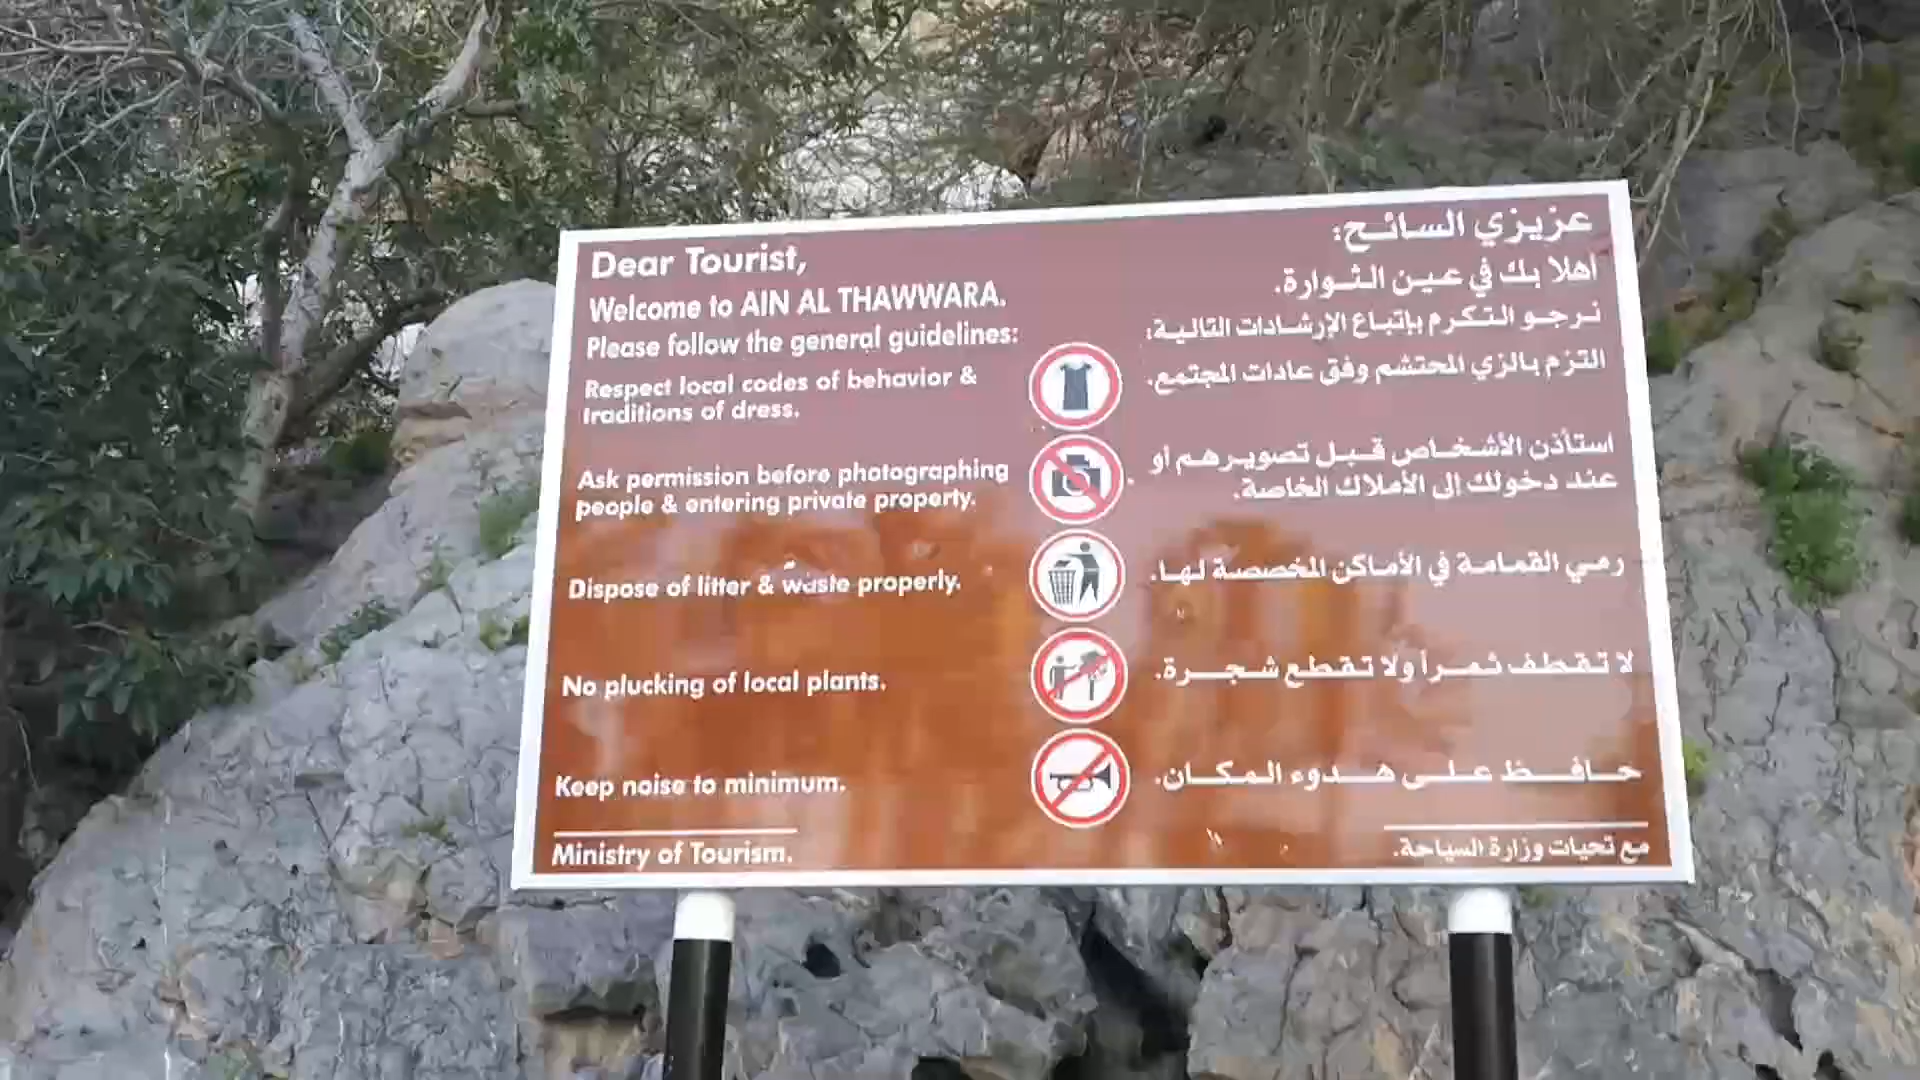 Dear Tourist,
Welcome to AIN AL THAWWARA.
Please follow the general guidelines:
Respect local codes of behavior &
traditions of dress.
Ask permission before photographing
people & entering private property.
Dispose of litter & waste properly.
No plucking of local plants.
Keep noise to minimum.
Ministry of Tourism.
عزيزي السائح:
أهلا بك في عين الثوارة.
نرجو التكرم بإتباع الإرشادات التالية:
التزم بالزي المحتشم وفق عادات المجتمع.
استأذن الأشخاص قبل تصويرهم أو
عند دخولك إلى الأملاك الخاصة.
رمي القمامة في الأماكن المخصصة لها.
لا تقطف ثمرا ولا تقطع شجرة.
حافظ على هدوء المكان.
مع تحيات وزارة السياحة.